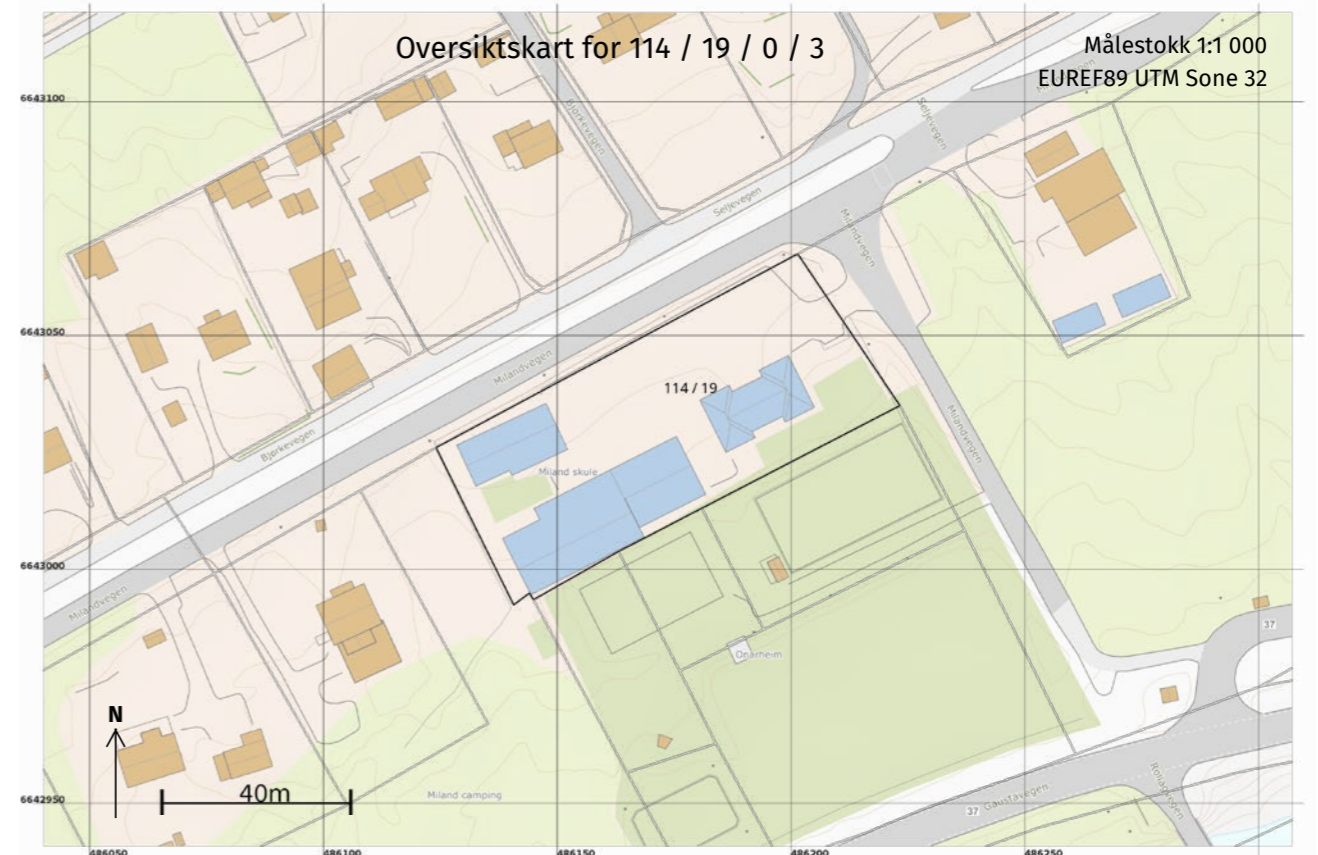 Oversiktskart for 114 / 19 / 0 / 3
Målestokk 1:1 000
EUREF89 UTM Sone 32
6643100
Bjørkevegen
Seljevegen
Seljevegen
Milandvegen
6643050
Milandvegen
114 / 19
Milandvegen
Bjørkevegen
Miland skule
6643000
Milandvegen
37
Onarheim
N
40m
Miland camping
6642950
37 Gaustavegen
Rollagvegen
486050
486100
486150
486200
486250